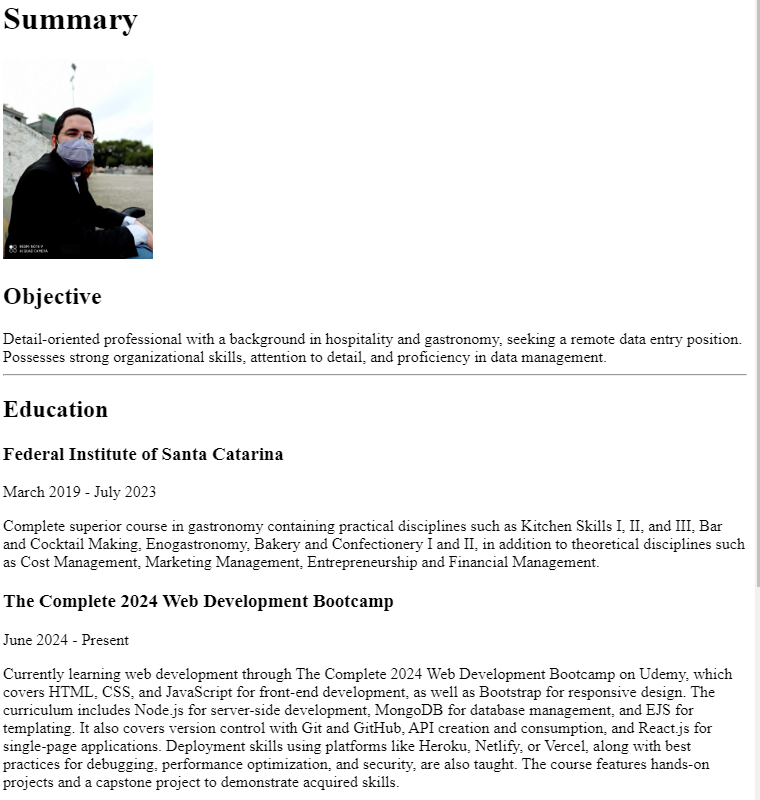 Summary
REDMI NOTE 7
AI DUAL CAMERA
Objective
Detail-oriented professional with a background in hospitality and gastronomy, seeking a remote data entry position.
Possesses strong organizational skills, attention to detail, and proficiency in data management.
Education
Federal Institute of Santa Catarina
March 2019 - July 2023
Complete superior course in gastronomy containing practical disciplines such as Kitchen Skills I, II, and III, Bar
and Cocktail Making, Enogastronomy, Bakery and Confectionery I and II, in addition to theoretical disciplines such
as Cost Management, Marketing Management, Entrepreneurship and Financial Management.
The Complete 2024 Web Development Bootcamp
June 2024 - Present
Currently learning web development through The Complete 2024 Web Development Bootcamp on Udemy, which
covers HTML, CSS, and JavaScript for front-end development, as well as Bootstrap for responsive design. The
curriculum includes Node.js for server-side development, MongoDB for database management, and EJS for
templating. It also covers version control with Git and GitHub, API creation and consumption, and React.js for
single-page applications. Deployment skills using platforms like Heroku, Netlify, or Vercel, along with best
practices for debugging, performance optimization, and security, are also taught. The course features hands-on
projects and a capstone project to demonstrate acquired skills.